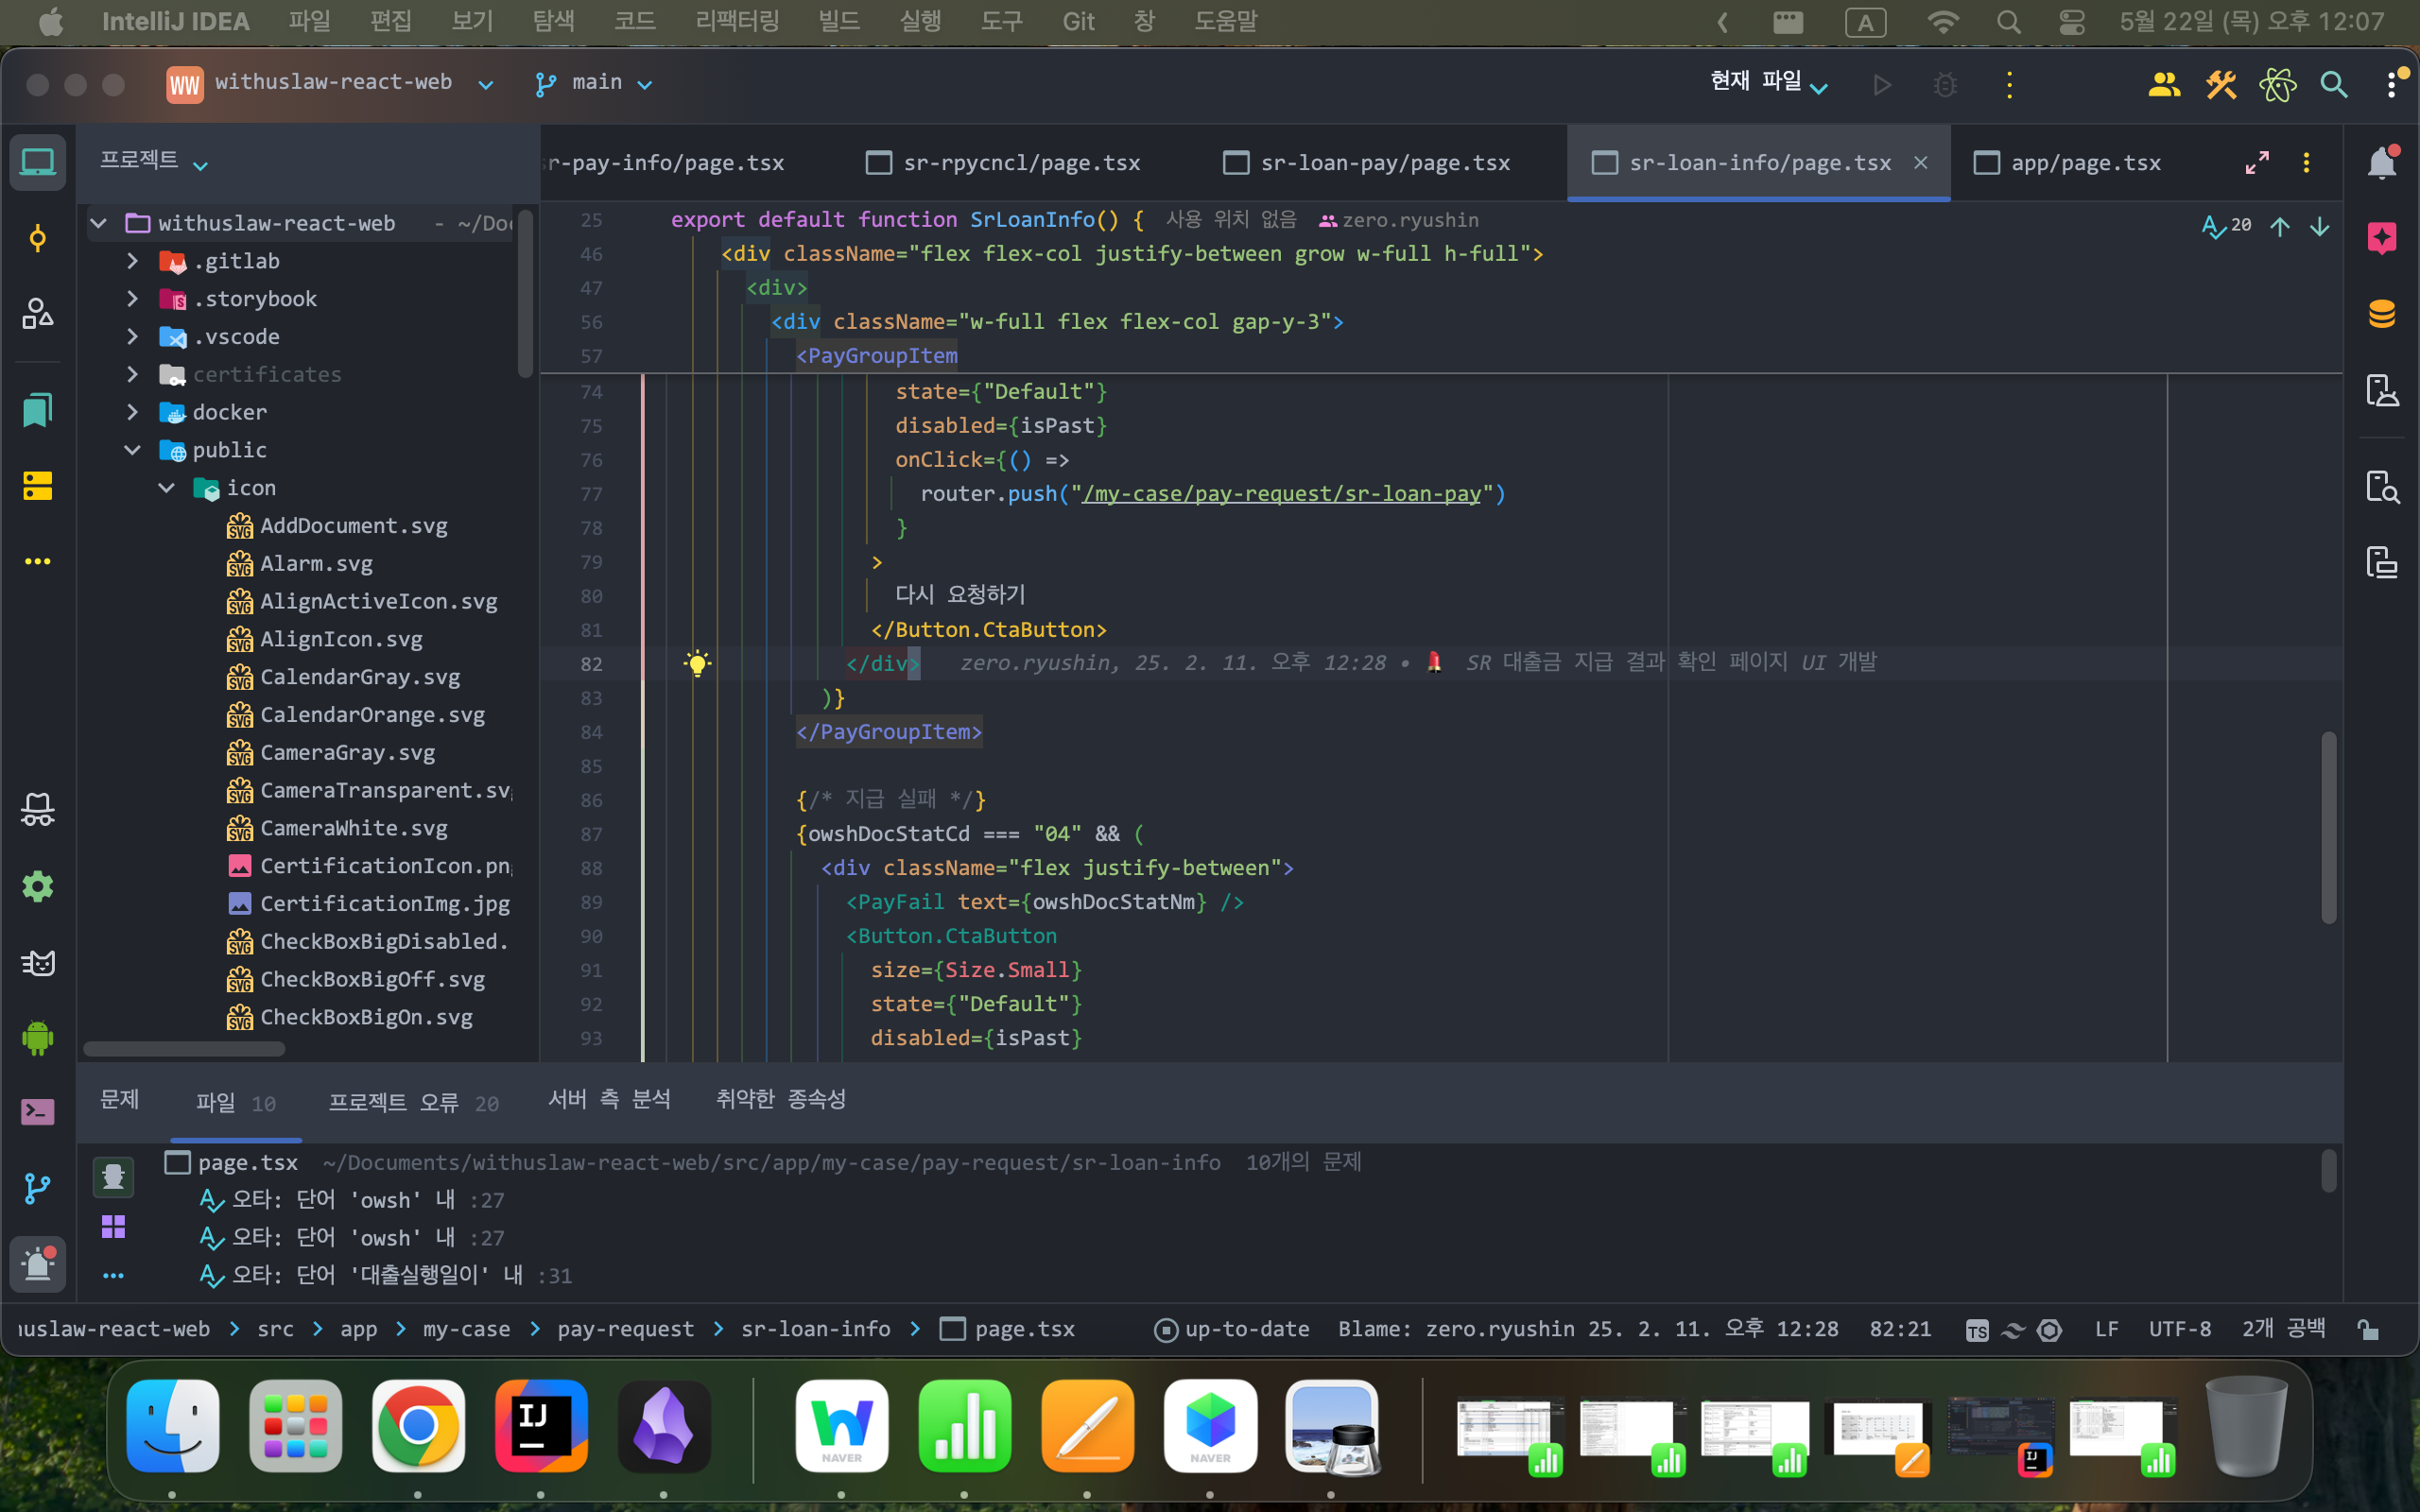 IntelliJ IDEA 파일 편집 보기 탐색 코드 리팩터링 빌드 실행 도구 Git 창 도움말 A 5월 22일 (목) 오후 12:07
WW withuslaw-react-web main 현재 파일
프로젝트
sr-pay-info/page.tsx sr-rpycncl/page.tsx sr-loan-pay/page.tsx sr-loan-info/page.tsx app/page.tsx
withuslaw-react-web - ~/Doc
.gitlab
.storybook
.vscode
certificates
docker
public
icon
AddDocument.svg
Alarm.svg
AlignActiveIcon.svg
AlignIcon.svg
CalendarGray.svg
CalendarOrange.svg
CameraGray.svg
CameraTransparent.sv
CameraWhite.svg
CertificationIcon.pn
CertificationImg.jpg
CheckBoxBigDisabled.
CheckBoxBigOff.svg
CheckBoxBigOn.svg
25 export default function SrLoanInfo() { 사용 위치 없음 zero.ryushin
20
46 <div className="flex flex-col justify-between grow w-full h-full">
47 <div>
56 <div className="w-full flex flex-col gap-y-3">
57 <PayGroupItem
74 state={"Default"}
75 disabled={isPast}
76 onClick={() =>
77 router.push("/my-case/pay-request/sr-loan-pay")
78 }
79 >
80 다시 요청하기
81 </Button.CtaButton>
82 </div> zero.ryushin, 25. 2. 11. 오후 12:28 • 💄 SR 대출금 지급 결과 확인 페이지 UI 개발
83 )}
84 </PayGroupItem>
85
86 {/* 지급 실패 */}
87 {owshDocStatCd === "04" && (
88 <div className="flex justify-between">
89 <PayFail text={owshDocStatNm} />
90 <Button.CtaButton
91 size={Size.Small}
92 state={"Default"}
93 disabled={isPast}
문제 파일 10 프로젝트 오류 20 서버 측 분석 취약한 종속성
page.tsx ~/Documents/withuslaw-react-web/src/app/my-case/pay-request/sr-loan-info 10개의 문제
오타: 단어 'owsh' 내 :27
오타: 단어 'owsh' 내 :27
오타: 단어 '대출실행일이' 내 :31
uslaw-react-web > src > app > my-case > pay-request > sr-loan-info > page.tsx up-to-date Blame: zero.ryushin 25. 2. 11. 오후 12:28 82:21 TS LF UTF-8 2개 공백
IJ NAVER NAVER